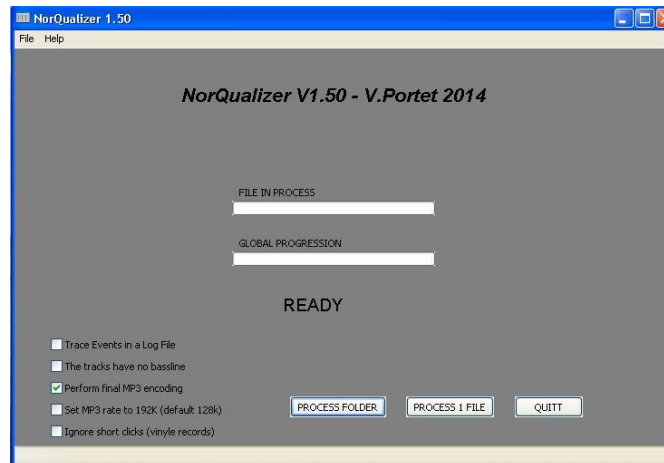 NorQualizer 1.50
File Help
NorQualizer V1.50 - V.Portet 2014
FILE IN PROCESS
GLOBAL PROGRESSION
READY
Trace Events in a Log File
The tracks have no bassline
Perform final MP3 encoding
Set MP3 rate to 192K (default 128k)
Ignore short clicks (vinyle records)
PROCESS FOLDER PROCESS 1 FILE QUITT